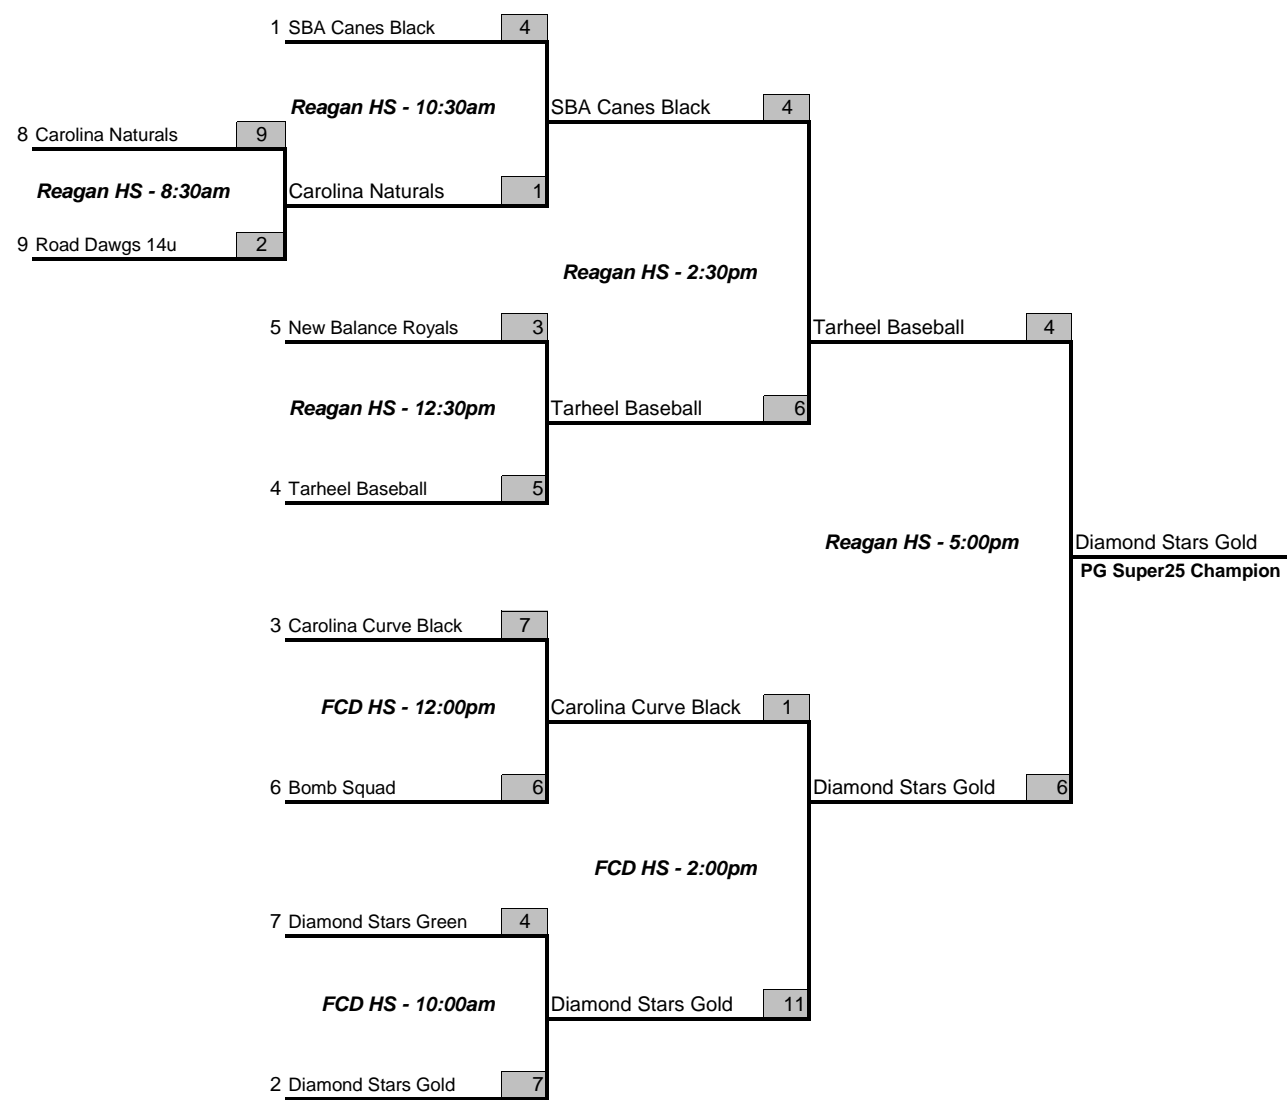 1 SBA Canes Black 4
Reagan HS - 10:30am
SBA Canes Black 4
8 Carolina Naturals 9
Reagan HS - 8:30am
Carolina Naturals 1
9 Road Dawgs 14u 2
Reagan HS - 2:30pm
5 New Balance Royals 3
Tarheel Baseball 4
Reagan HS - 12:30pm
Tarheel Baseball 6
4 Tarheel Baseball 5
Reagan HS - 5:00pm
Diamond Stars Gold
PG Super25 Champion
3 Carolina Curve Black 7
FCD HS - 12:00pm
Carolina Curve Black 1
6 Bomb Squad 6
Diamond Stars Gold 6
FCD HS - 2:00pm
7 Diamond Stars Green 4
FCD HS - 10:00am
Diamond Stars Gold 11
2 Diamond Stars Gold 7